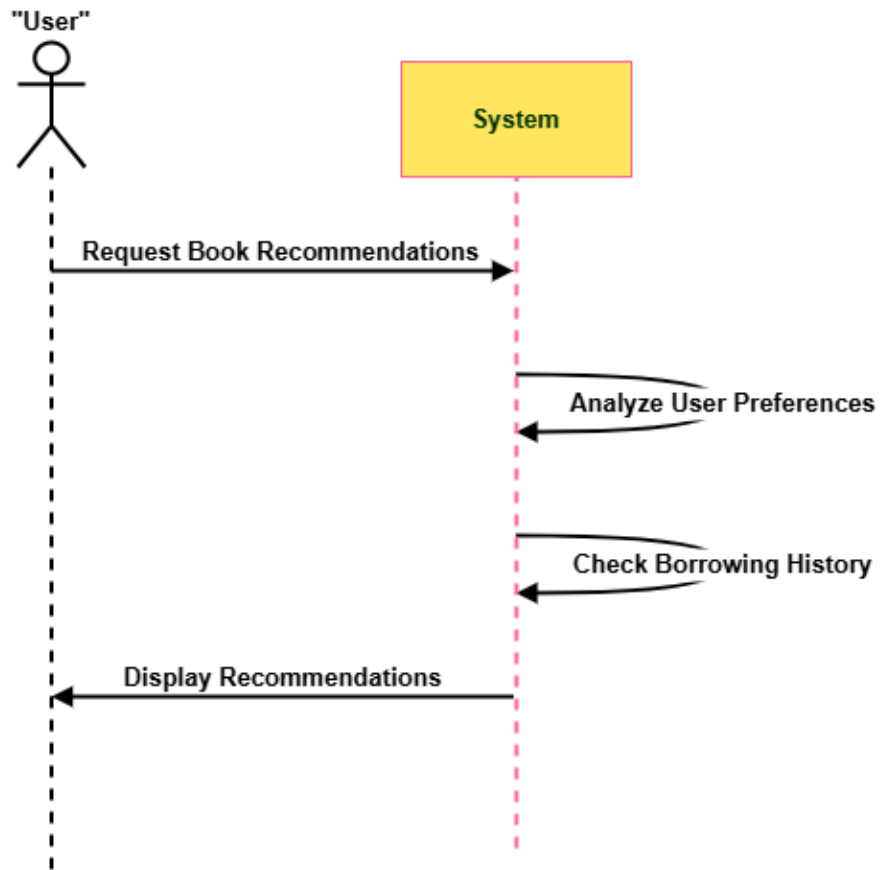 "User"
System
Request Book Recommendations
Analyze User Preferences
Check Borrowing History
Display Recommendations